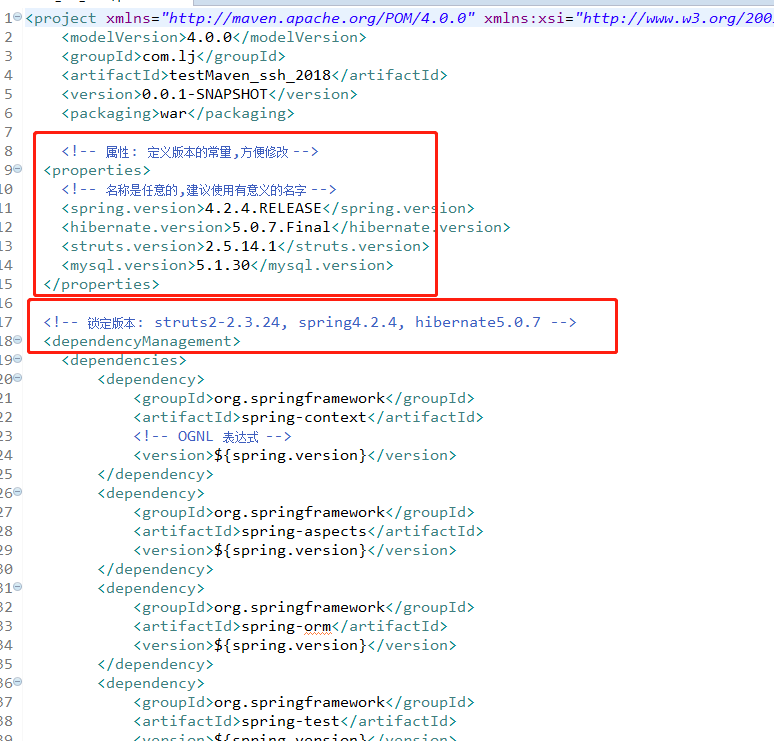 1 <project xmlns="http://maven.apache.org/POM/4.0.0" xmlns:xsi="http://www.w3.org/200
2 <modelVersion>4.0.0</modelVersion>
3 <groupId>com.lj</groupId>
4 <artifactId>testMaven_ssh_2018</artifactId>
5 <version>0.0.1-SNAPSHOT</version>
6 <packaging>war</packaging>
7
8 <!-- 属性: 定义版本的常量,方便修改 -->
9 <properties>
10 <!-- 名称是任意的,建议使用有意义的名字 -->
11 <spring.version>4.2.4.RELEASE</spring.version>
12 <hibernate.version>5.0.7.Final</hibernate.version>
13 <struts.version>2.5.14.1</struts.version>
14 <mysql.version>5.1.30</mysql.version>
15 </properties>
16
17 <!-- 锁定版本: struts2-2.3.24, spring4.2.4, hibernate5.0.7 -->
18 <dependencyManagement>
19 <dependencies>
20 <dependency>
21 <groupId>org.springframework</groupId>
22 <artifactId>spring-context</artifactId>
23 <!-- OGNL 表达式 -->
24 <version>${spring.version}</version>
25 </dependency>
26 <dependency>
27 <groupId>org.springframework</groupId>
28 <artifactId>spring-aspects</artifactId>
29 <version>${spring.version}</version>
30 </dependency>
31 <dependency>
32 <groupId>org.springframework</groupId>
33 <artifactId>spring-orm</artifactId>
34 <version>${spring.version}</version>
35 </dependency>
36 <dependency>
37 <groupId>org.springframework</groupId>
38 <artifactId>spring-test</artifactId>
39 <version>${spring.version}</version>